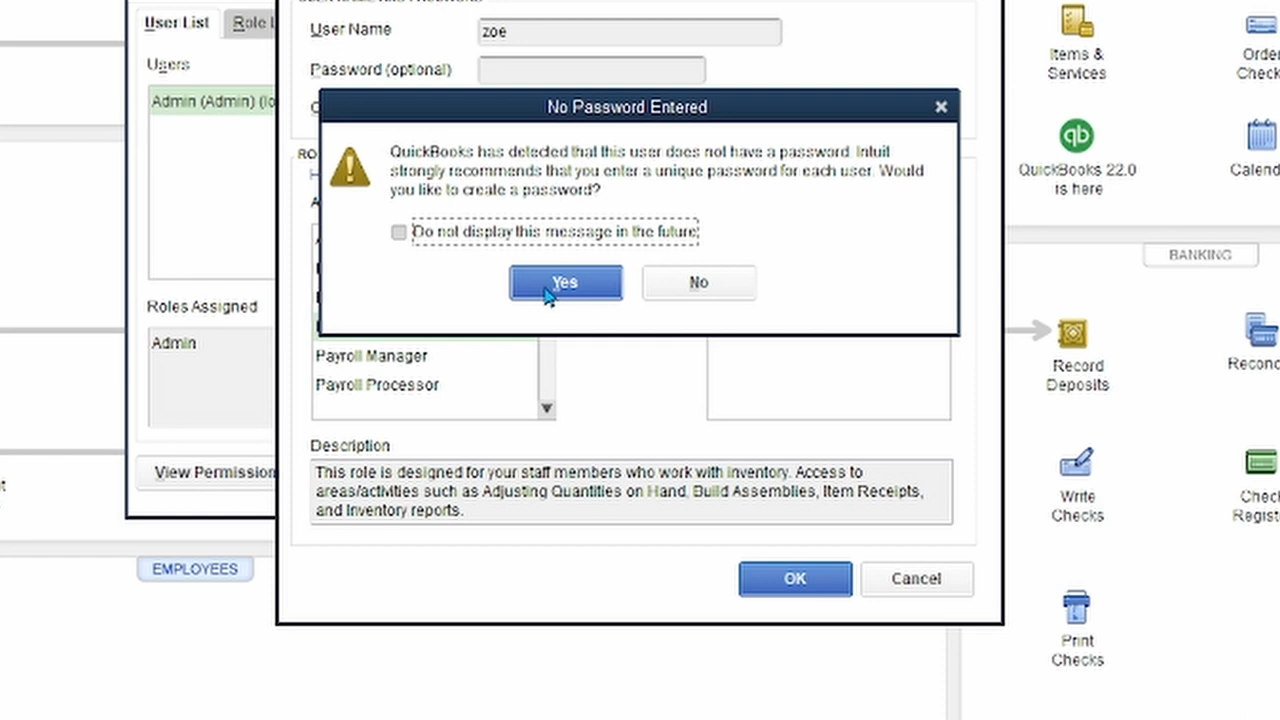 User List
Role L
Users
Admin (Admin) (lo
Roles Assigned
Admin
View Permission
EMPLOYEES
User Name
zoe
Password (optional)
No Password Entered
QuickBooks has detected that this user does not have a password. Intuit
strongly recommends that you enter a unique password for each user. Would
you like to create a password?
Do not display this message in the future
Yes
No
Payroll Manager
Payroll Processor
Description
This role is designed for your staff members who work with inventory. Access to
areas/activities such as Adjusting Quantities on Hand, Build Assemblies, Item Receipts,
and Inventory reports.
OK
Cancel
Items &
Services
Order
Check
QuickBooks 22.0
is here
Calend
BANKING
Record
Deposits
Reconc
Write
Checks
Check
Regist
Print
Checks